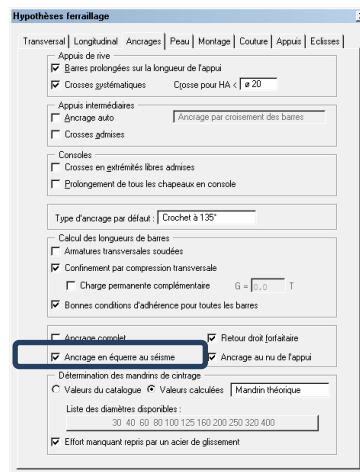 Hypothèses ferraillage
Transversal Longitudinal Ancrages Peau Montage Couture Appuis Eclisses
Appuis de rive
Barres prolongées sur la longueur de l'appui
Crosses systématiques Crosse pour HA < ø 20
Appuis intermédiaires
Ancrage auto Ancrage par croisement des barres
Crosses admises
Consoles
Crosses en extrémités libres admises
Prolongement de tous les chapeaux en console
Type d'ancrage par défaut : Crochet à 135°
Calcul des longueurs de barres
Armatures transversales soudées
Confinement par compression transversale
Charge permanente complémentaire G = 0.0 T
Bonnes conditions d'adhérence pour toutes les barres
Ancrage complet Retour droit forfaitaire
Ancrage en équerre au séisme Ancrage au nu de l'appui
Détermination des mandrins de cintrage
Valeurs du catalogue Valeurs calculées Mandrin théorique
Liste des diamètres disponibles :
30 40 60 80 100 125 160 200 250 320 400
Effort manquant repris par un acier de glissement